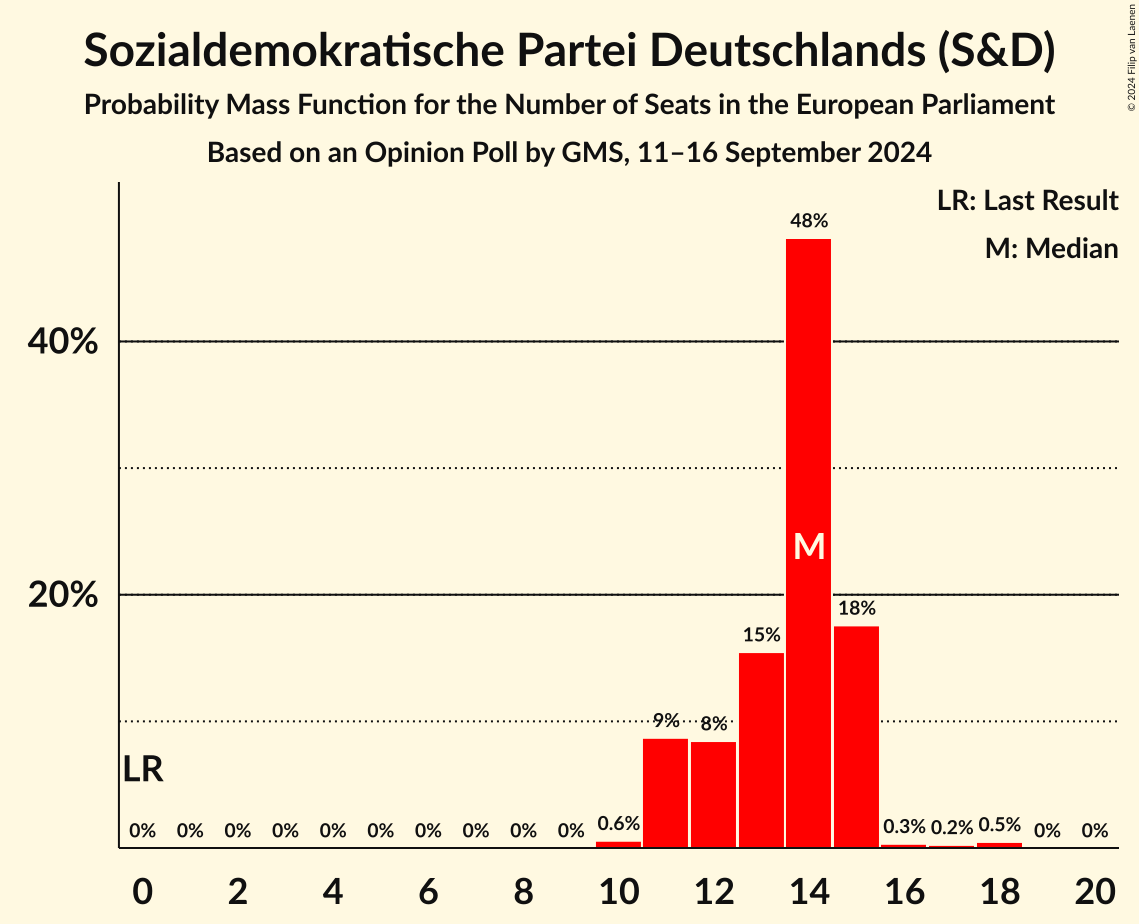 Sozialdemokratische Partei Deutschlands (S&D)
Probability Mass Function for the Number of Seats in the European Parliament
Based on an Opinion Poll by GMS, 11–16 September 2024
© 2024 Filip van Laenen
LR: Last Result
M: Median
48%
40%
M
20%
18%
15%
9% 8%
LR
0% 0% 0% 0% 0% 0% 0% 0% 0% 0% 0.6% 0.3% 0.2% 0.5% 0% 0%
0 2 4 6 8 10 12 14 16 18 20